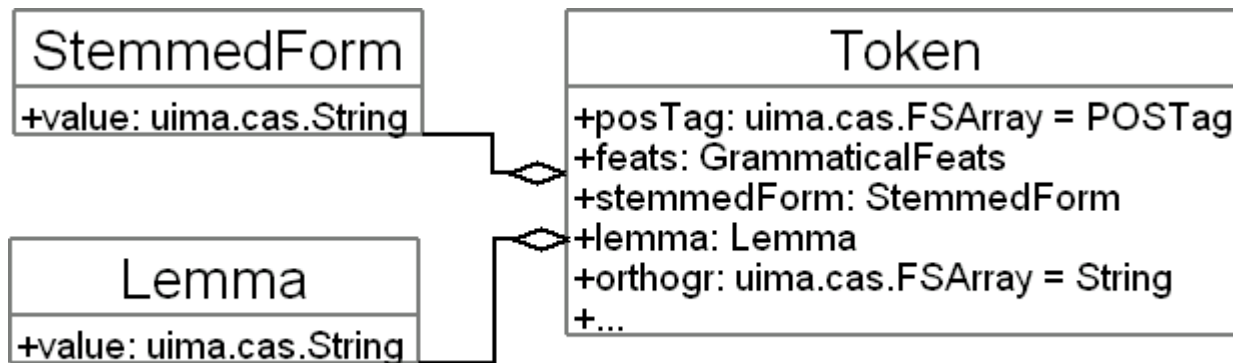 StemmedForm
+value: uima.cas.String
Token
+posTag: uima.cas.FSArray = POSTag
+feats: GrammaticalFeats
+stemmedForm: StemmedForm
+lemma: Lemma
+orthogr: uima.cas.FSArray = String
+...
Lemma
+value: uima.cas.String